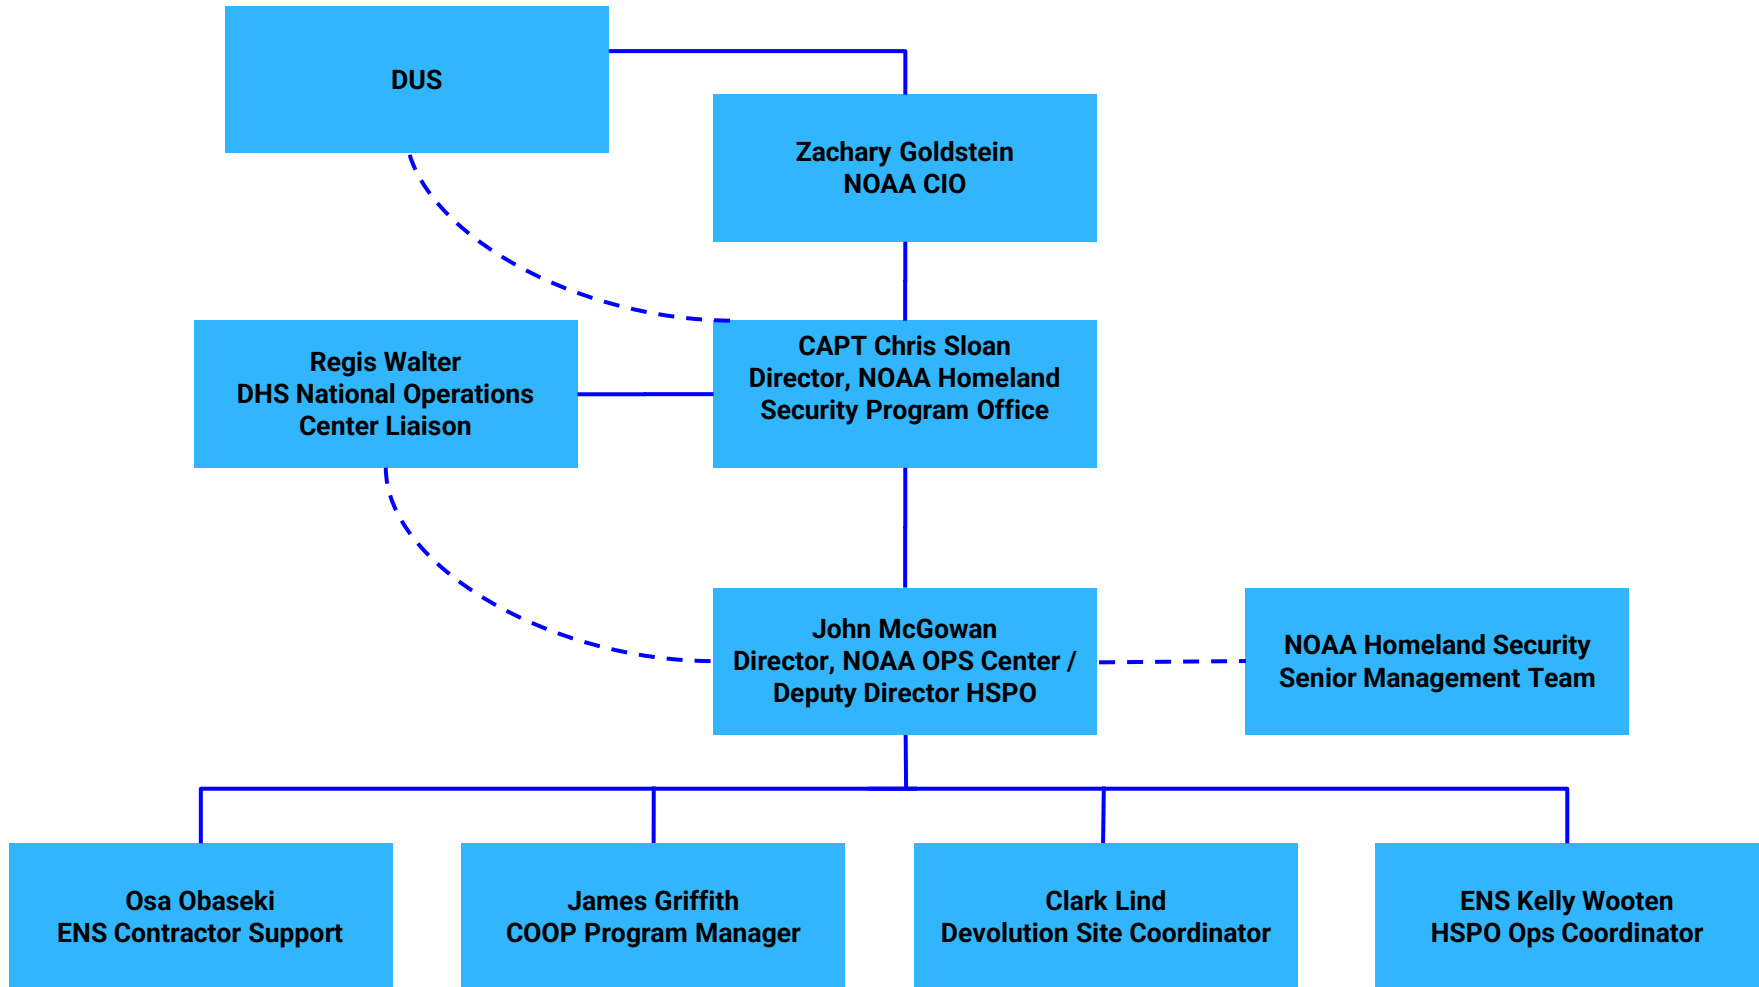 DUS
Zachary Goldstein
NOAA CIO
CAPT Chris Sloan
Director, NOAA Homeland
Security Program Office
Regis Walter
DHS National Operations
Center Liaison
John McGowan
Director, NOAA OPS Center /
Deputy Director HSPO
NOAA Homeland Security
Senior Management Team
Osa Obaseki
ENS Contractor Support
James Griffith
COOP Program Manager
Clark Lind
Devolution Site Coordinator
ENS Kelly Wooten
HSPO Ops Coordinator